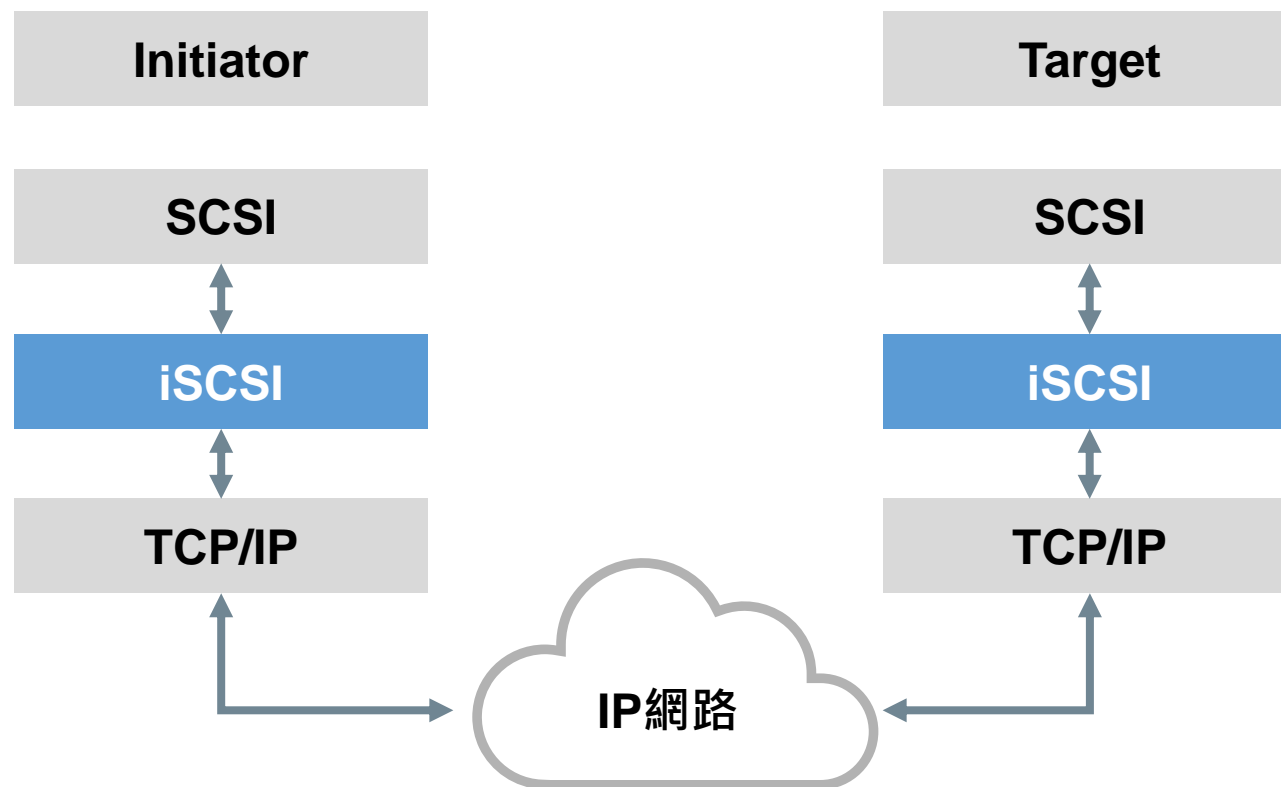 Initiator
Target
SCSI
SCSI
iSCSI
iSCSI
TCP/IP
TCP/IP
IP網路